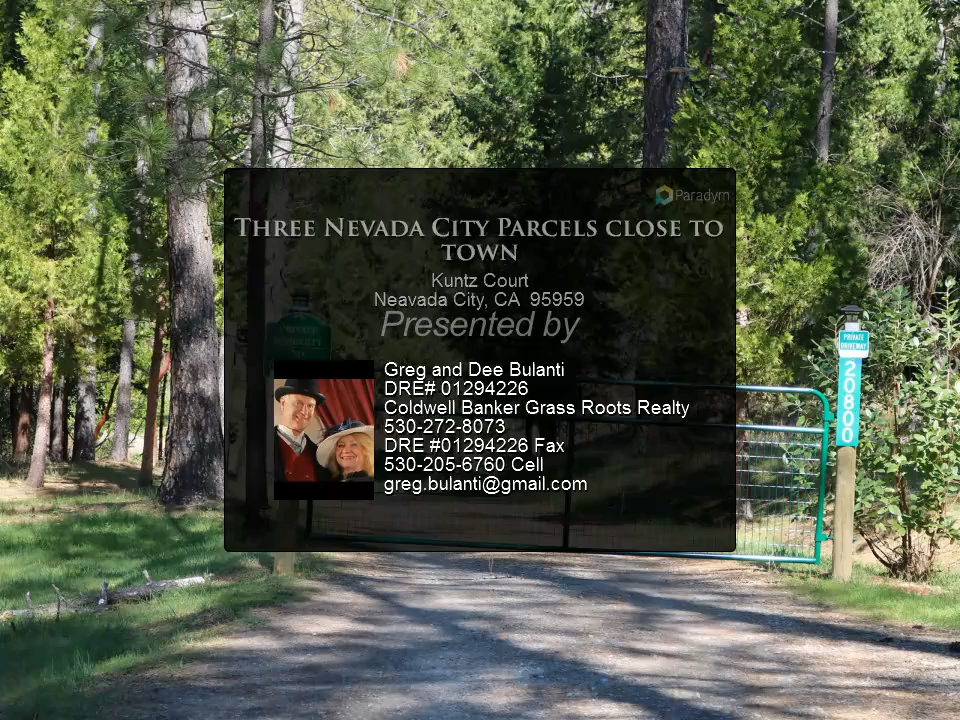 Paradym
THREE NEVADA CITY PARCELS CLOSE TO
TOWN
Kuntz Court
Neavada City, CA 95959
Presented by
Greg and Dee Bulanti
DRE# 01294226
Coldwell Banker Grass Roots Realty
530-272-8073
DRE #01294226 Fax
530-205-6760 Cell
greg.bulanti@gmail.com
PRIVATE
DRIVEWAY
20800